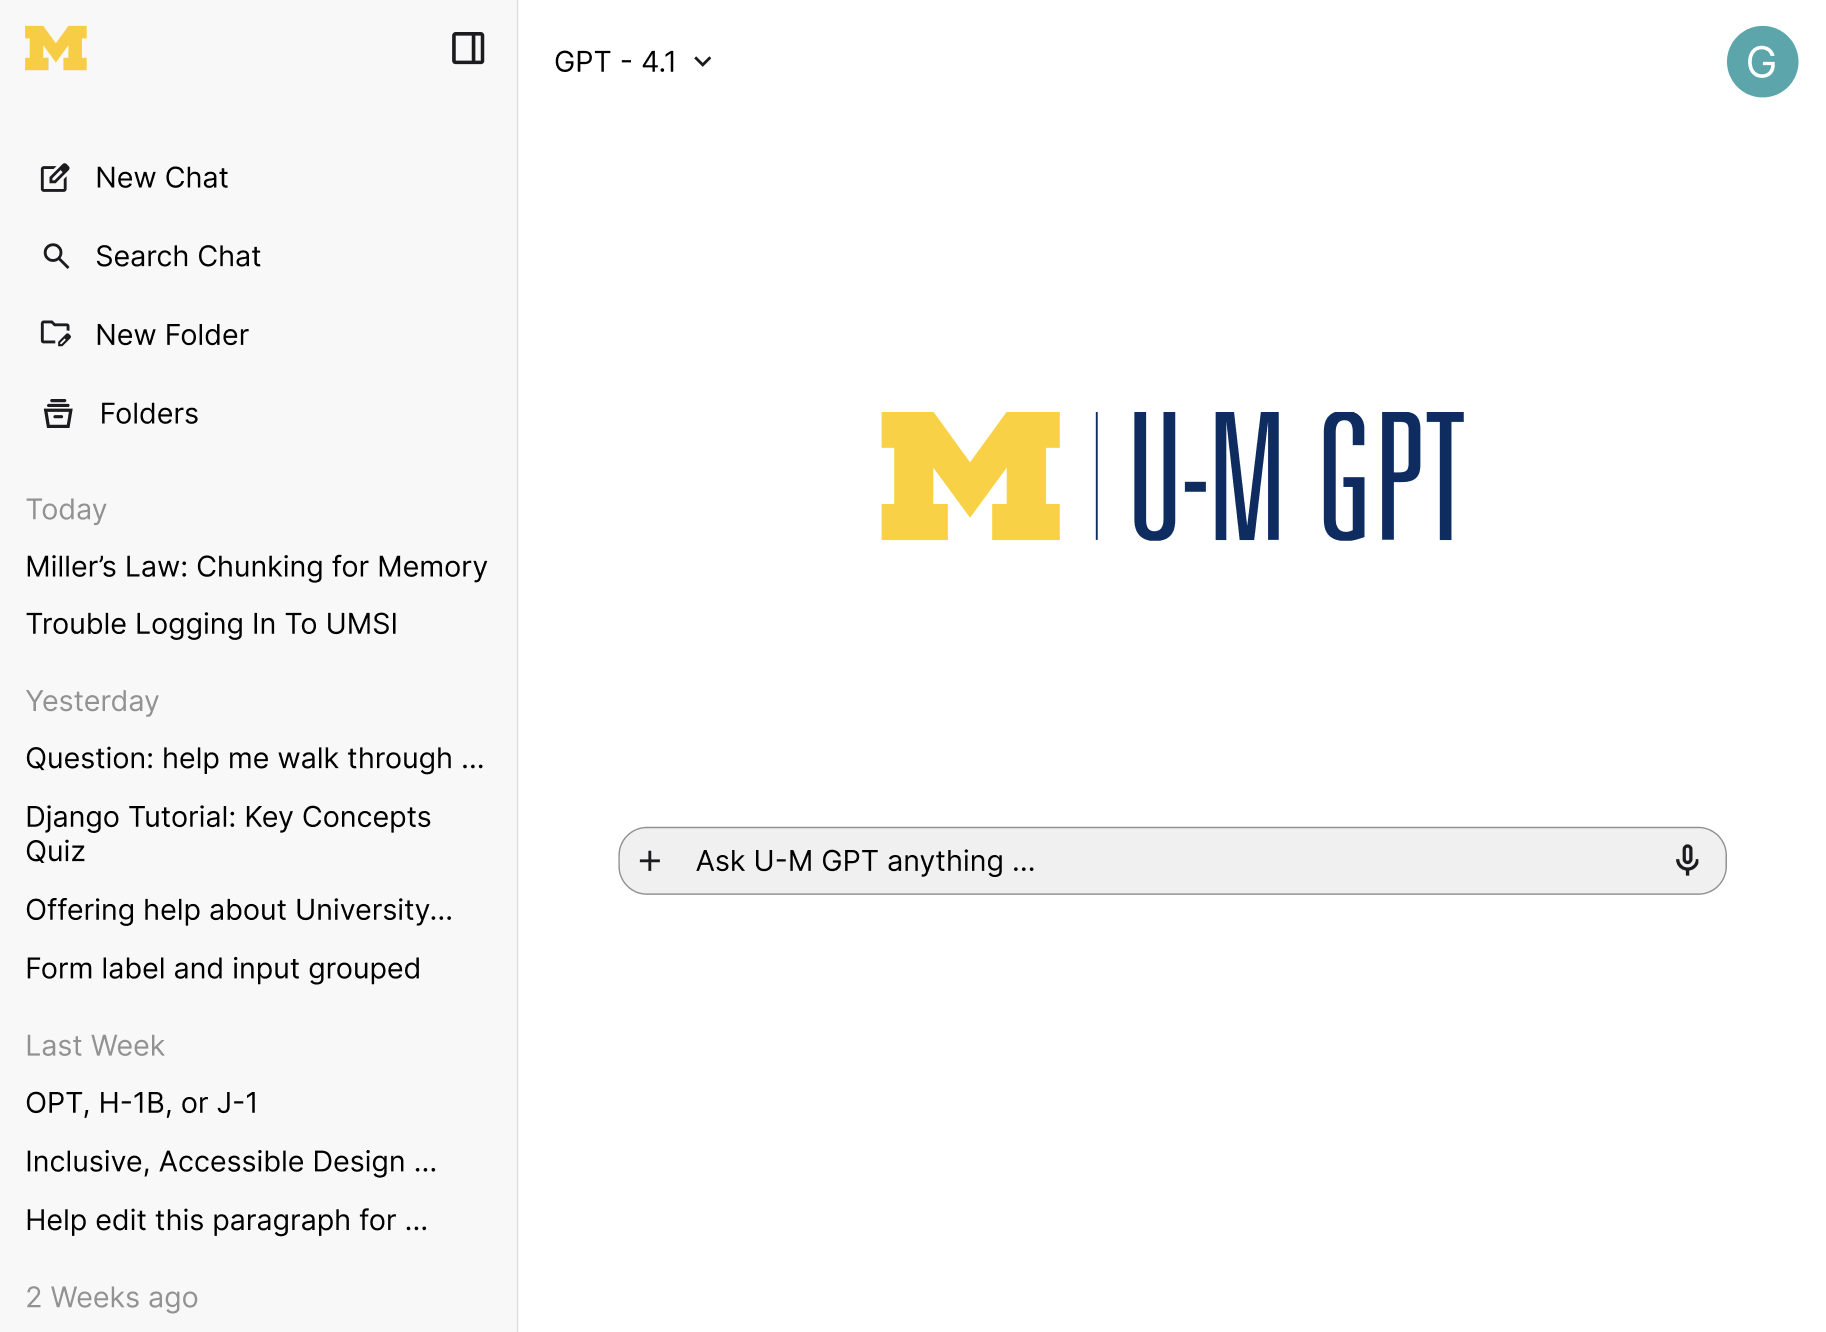 M
New Chat
Search Chat
New Folder
Folders
Today
Miller’s Law: Chunking for Memory
Trouble Logging In To UMSI
Yesterday
Question: help me walk through ...
Django Tutorial: Key Concepts
Quiz
Offering help about University...
Form label and input grouped
Last Week
OPT, H-1B, or J-1
Inclusive, Accessible Design ...
Help edit this paragraph for ...
2 Weeks ago
GPT - 4.1
G
M | U-M GPT
Ask U-M GPT anything ...